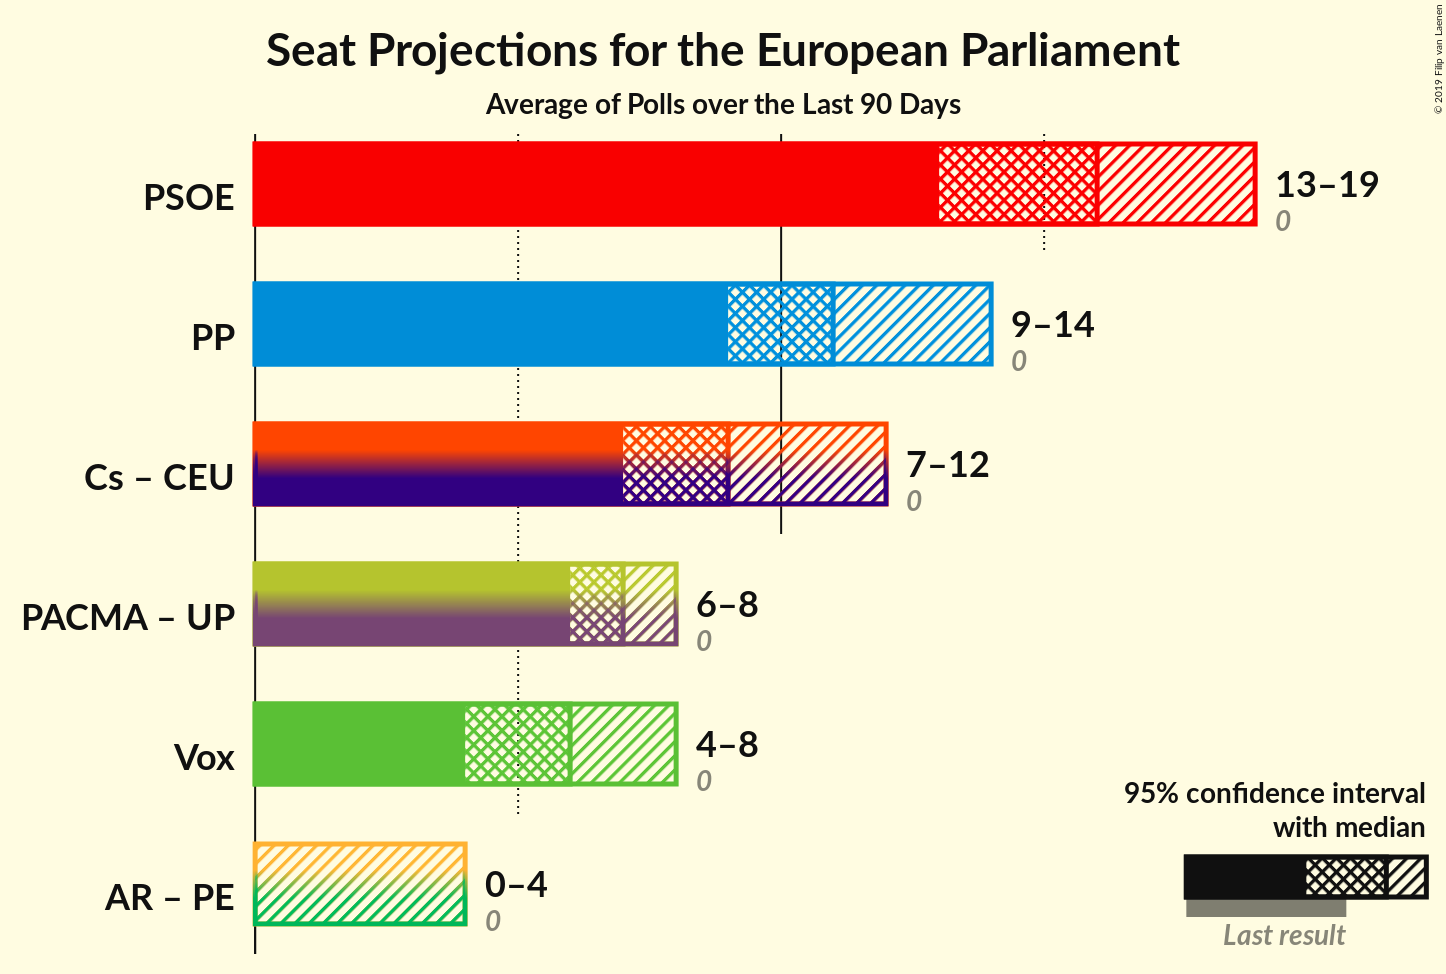 Seat Projections for the European Parliament
Average of Polls over the Last 90 Days
© 2019 Filip van Laenen
PSOE
13–19
0
PP
9–14
0
Cs – CEU
7–12
0
PACMA – UP
6–8
0
Vox
4–8
0
AR – PE
0–4
0
95% confidence interval
with median
Last result